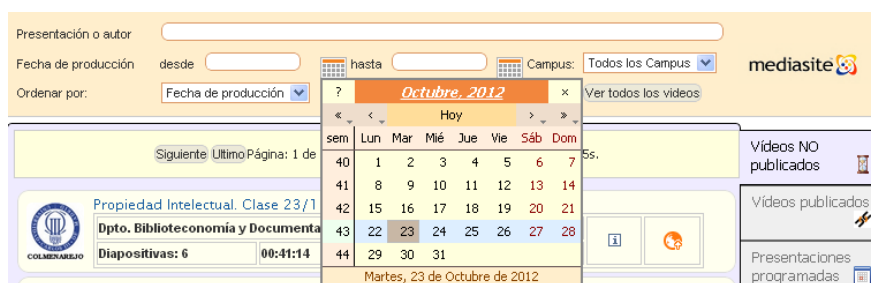 Presentación o autor
Fecha de producción desde hasta Campus: Todos los Campus
mediasite
Ordenar por: Fecha de producción Ver todos los videos
? Octubre, 2012 ×
« ‹ Hoy › »
sem Lun Mar Mié Jue Vie Sáb Dom
40 1 2 3 4 5 6 7
41 8 9 10 11 12 13 14
42 15 16 17 18 19 20 21
43 22 23 24 25 26 27 28
44 29 30 31
Martes, 23 de Octubre de 2012
Siguiente Ultimo Página: 1 de 5s.
Propiedad Intelectual. Clase 23/1
Dpto. Biblioteconomía y Documenta
Diapositivas: 6 00:41:14
COLMENAREJO
Vídeos NO
publicados
Vídeos publicados
Presentaciones
programadas